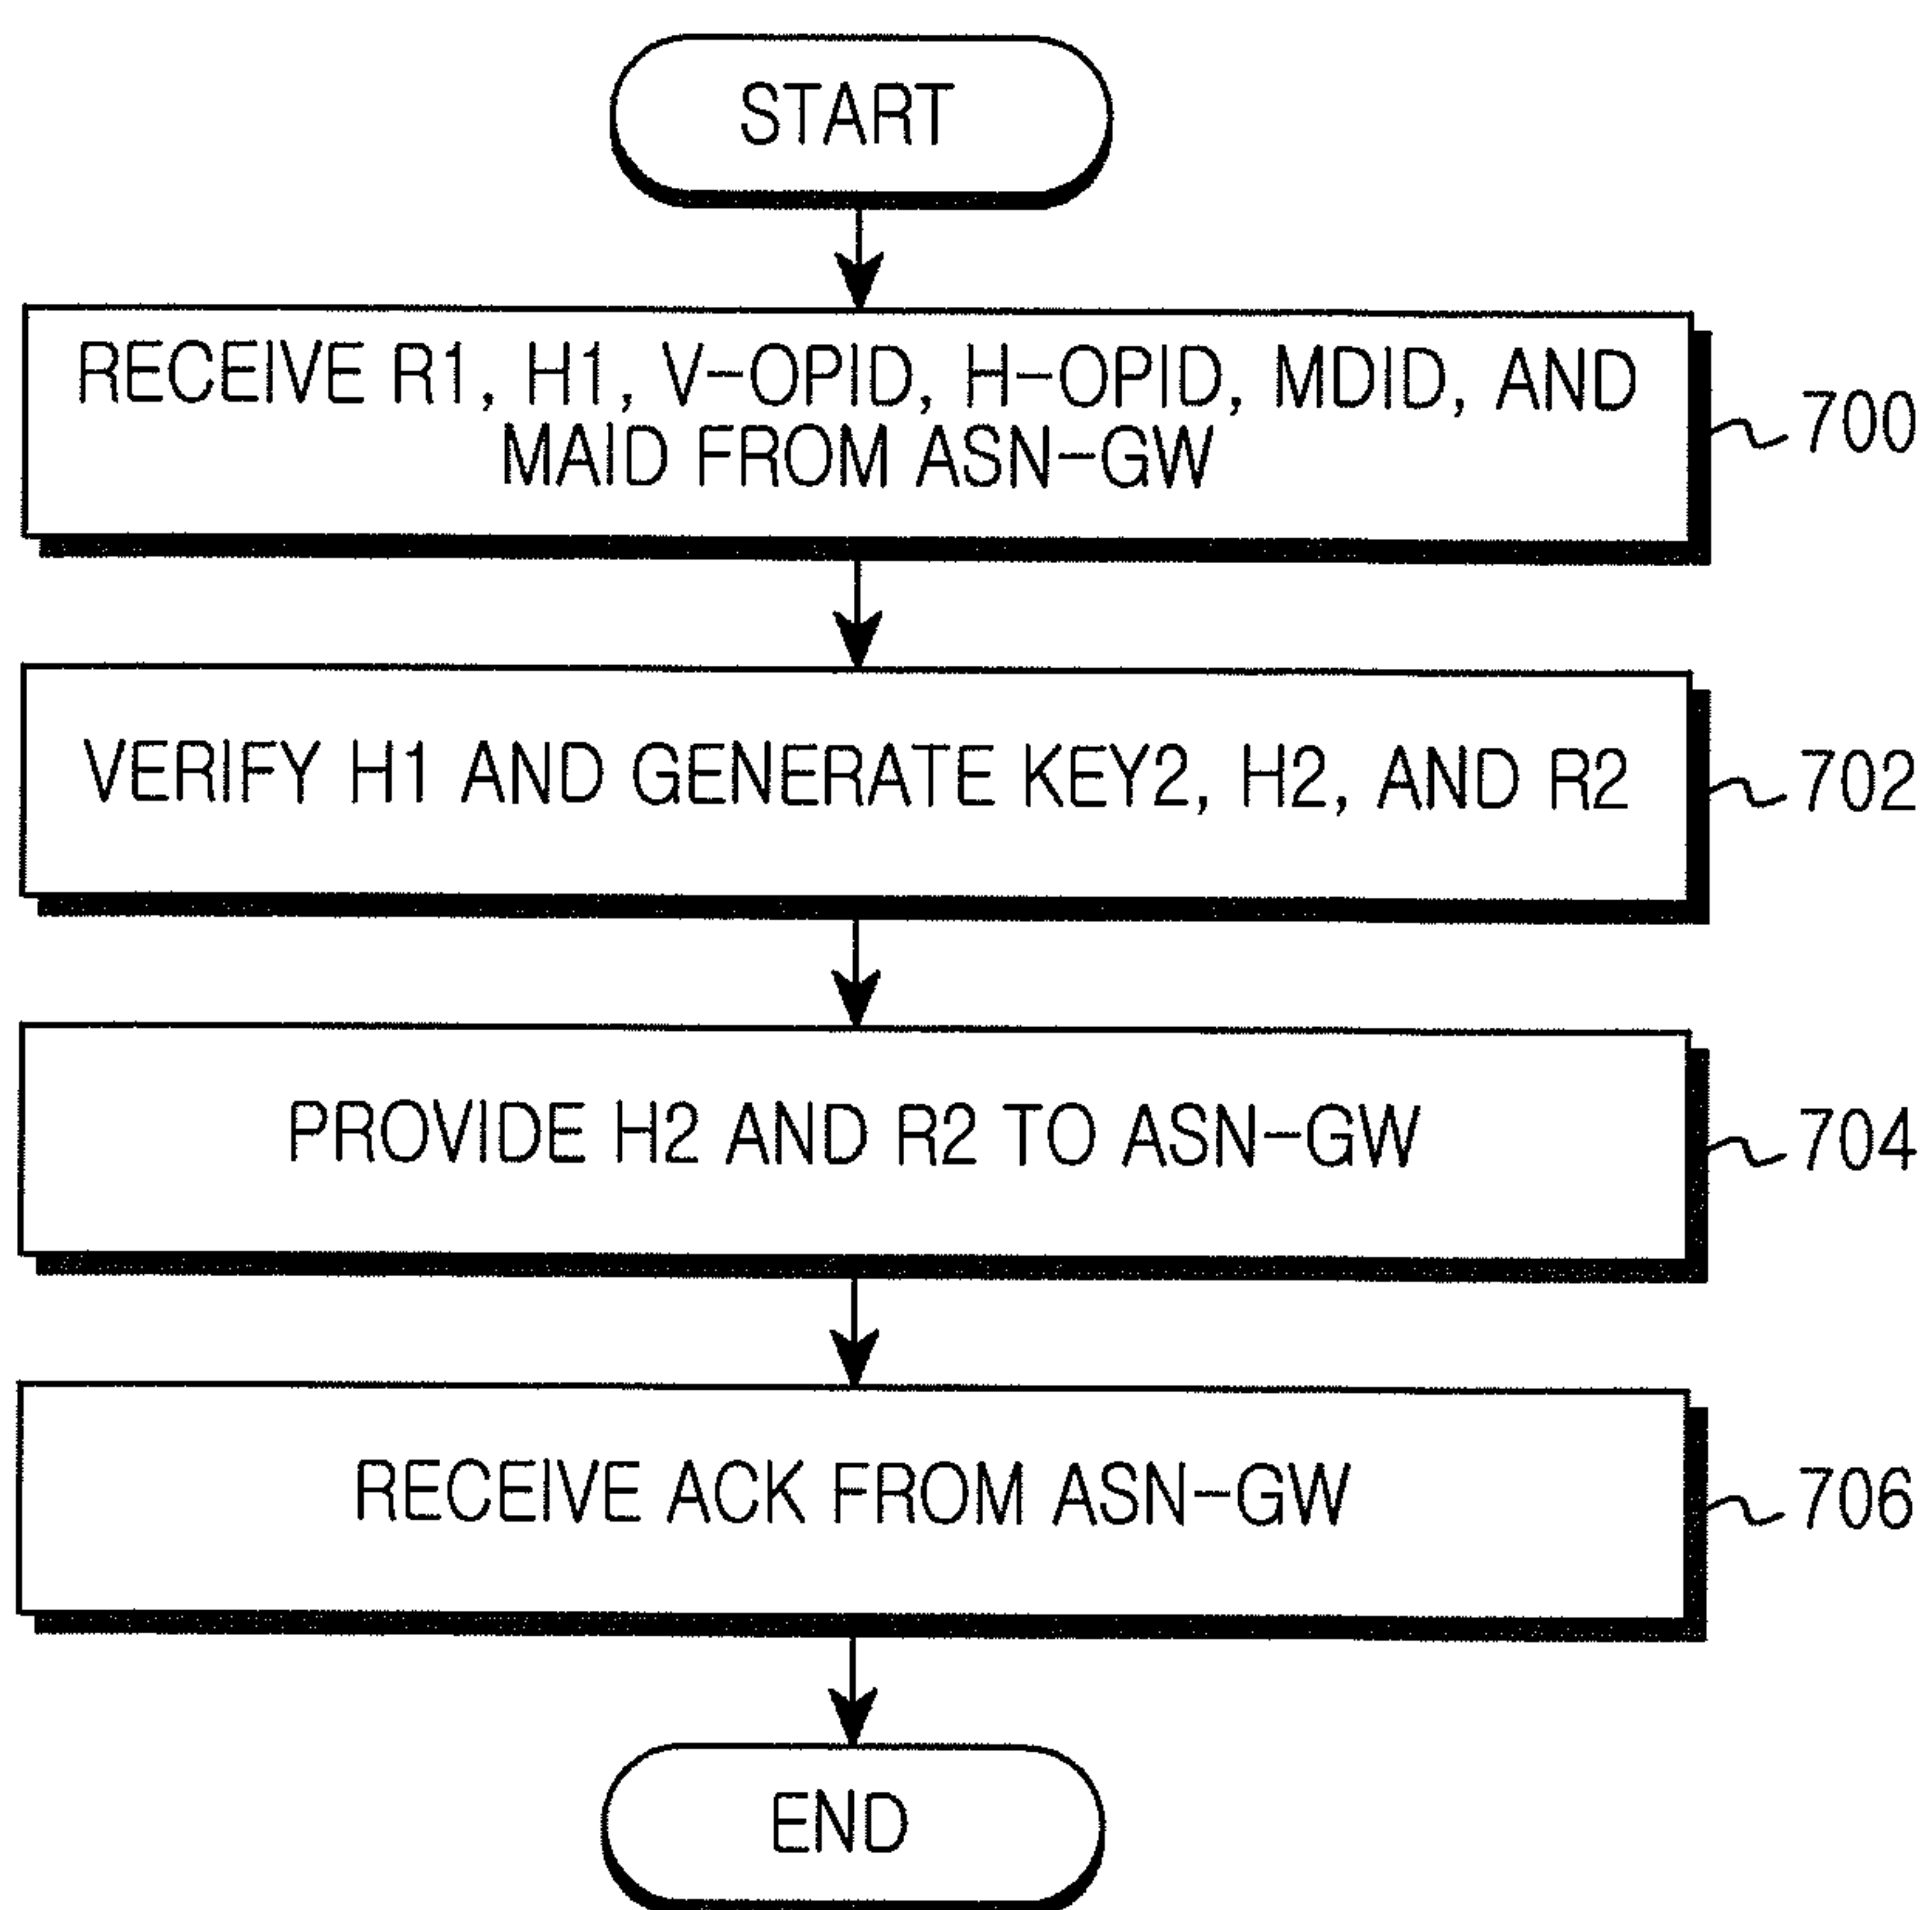 START
RECEIVE R1, H1, V-OPID, H-OPID, MDID, AND
MAID FROM ASN-GW
700
VERIFY H1 AND GENERATE KEY2, H2, AND R2
702
PROVIDE H2 AND R2 TO ASN-GW
704
RECEIVE ACK FROM ASN-GW
706
END